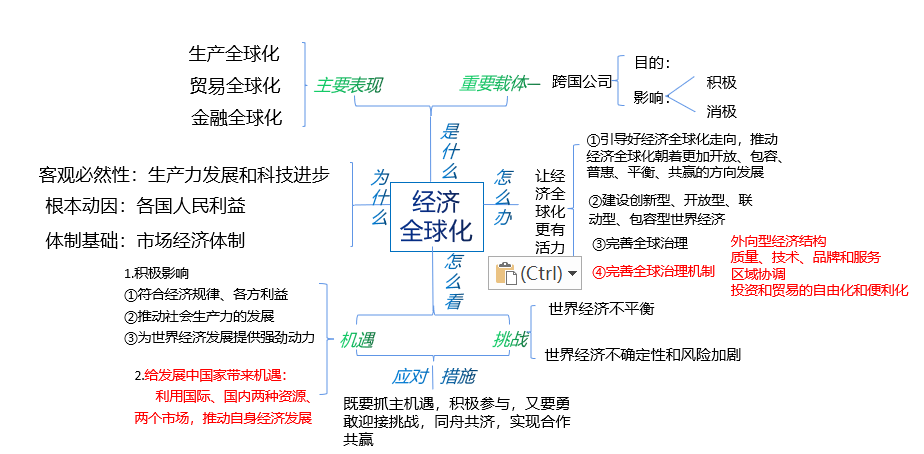 生产全球化
贸易全球化
金融全球化
主要表现
重要载体
跨国公司
目的：
影响：
积极
消极
是什么
为什么
怎么办
怎么看
经济
全球化
客观必然性：生产力发展和科技进步
根本动因：各国人民利益
体制基础：市场经济体制
让经济全球化更有活力
①引导好经济全球化走向，推动
经济全球化朝着更加开放、包容、
普惠、平衡、共赢的方向发展
②建设创新型、开放型、联
动型、包容型世界经济
③完善全球治理
④完善全球治理机制
外向型经济结构
质量、技术、品牌和服务
区域协调
投资和贸易的自由化和便利化
(Ctrl)
1.积极影响
①符合经济规律、各方利益
②推动社会生产力的发展
③为世界经济发展提供强劲动力
2.给发展中国家带来机遇：
利用国际、国内两种资源、
两个市场，推动自身经济发展
机遇
挑战
世界经济不平衡
世界经济不确定性和风险加剧
应对 措施
既要抓主机遇，积极参与，又要勇
敢迎接挑战，同舟共济，实现合作
共赢